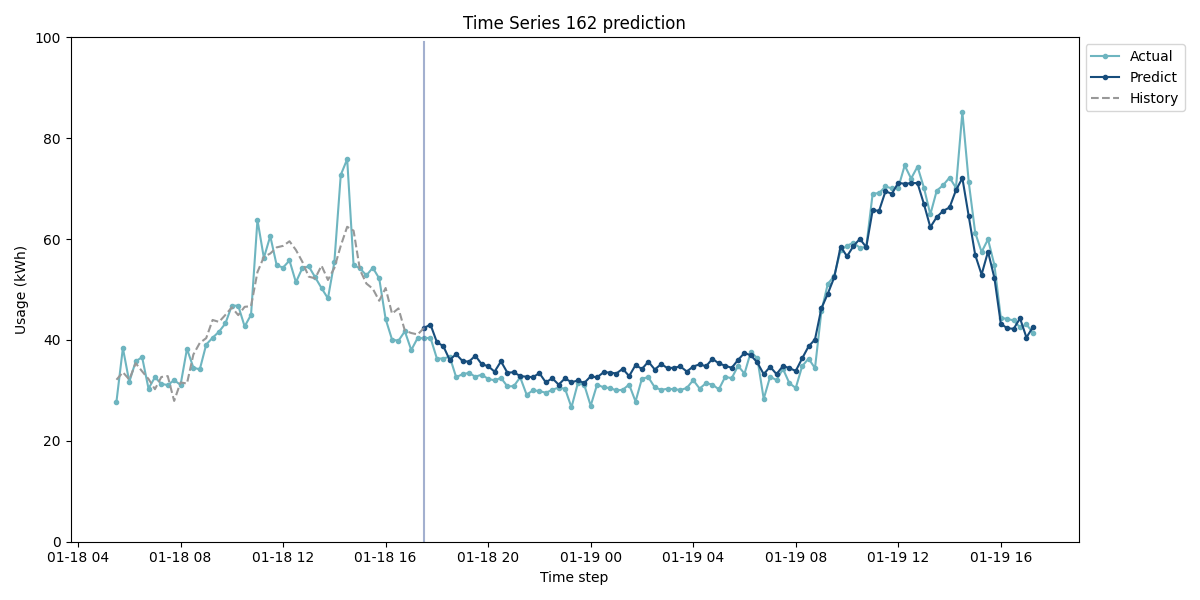 Time Series 162 prediction
100
80
60
40
20
0
Usage (kWh)
01-18 04
01-18 08
01-18 12
01-18 16
01-18 20
01-19 00
01-19 04
01-19 08
01-19 12
01-19 16
Time step
Actual
Predict
History